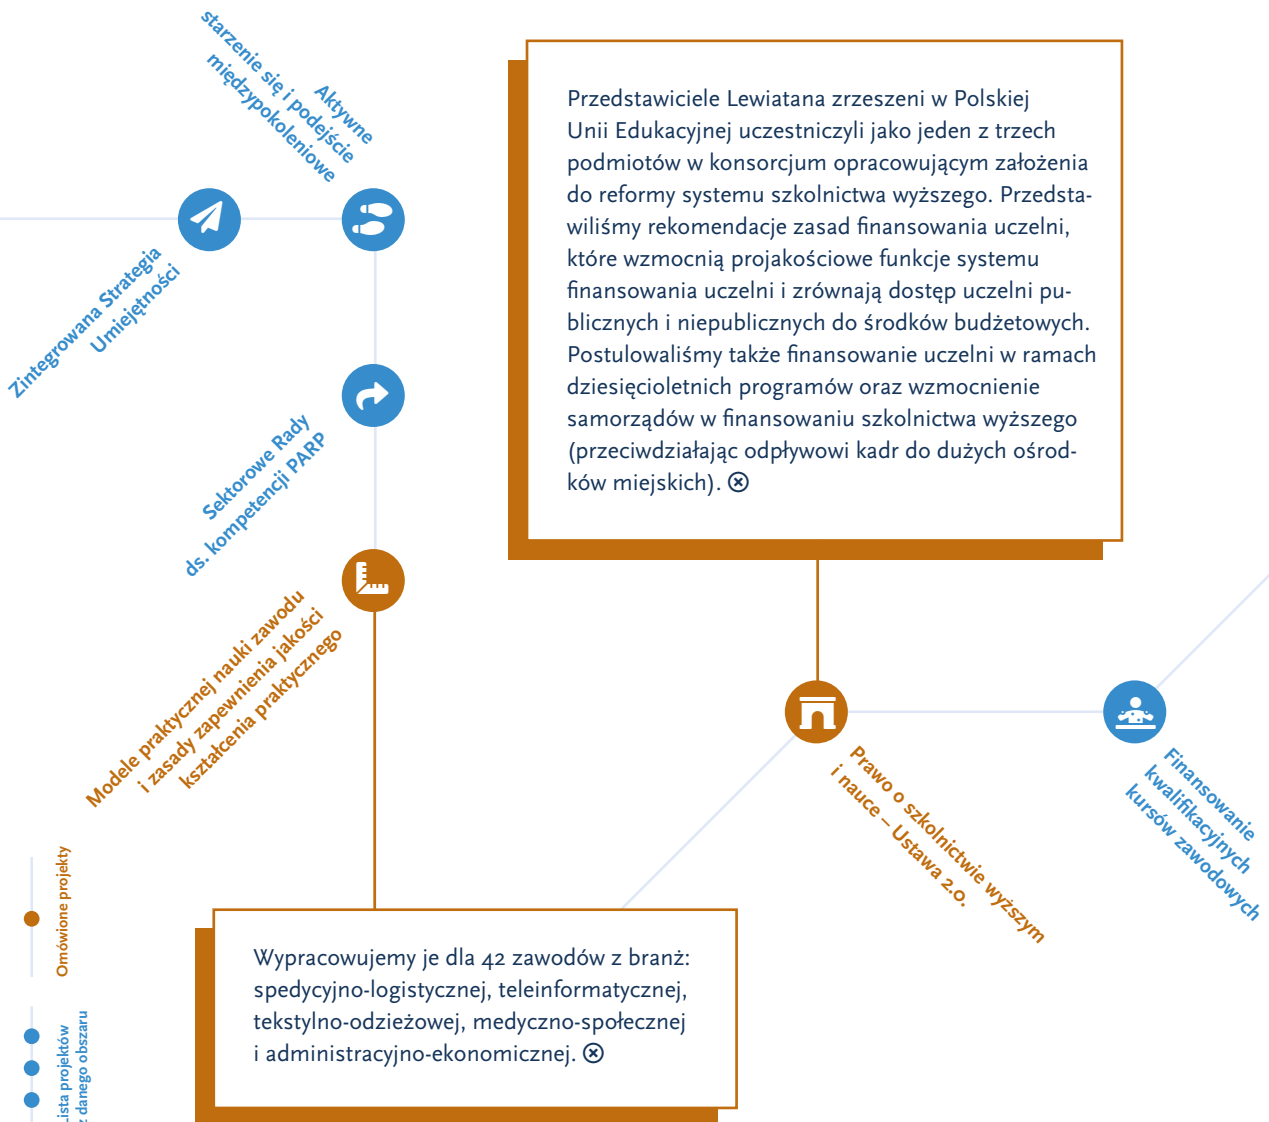 Aktywne
starzenie się i podejście
międzypokoleniowe
Przedstawiciele Lewiatana zrzeszeni w Polskiej
Unii Edukacyjnej uczestniczyli jako jeden z trzech
podmiotów w konsorcjum opracowującym założenia
do reformy systemu szkolnictwa wyższego. Przedsta-
wiliśmy rekomendacje zasad finansowania uczelni,
które wzmocnią projakościowe funkcje systemu
finansowania uczelni i zrównają dostęp uczelni pu-
blicznych i niepublicznych do środków budżetowych.
Postulowaliśmy także finansowanie uczelni w ramach
dziesięcioletnich programów oraz wzmocnienie
samorządów w finansowaniu szkolnictwa wyższego
(przeciwdziałając odpływowi kadr do dużych ośrod-
ków miejskich). ⊗
Zintegrowana Strategia
Umiejętności
Sektorowe Rady
ds. kompetencji PARP
Modele praktycznej nauki zawodu
i zasady zapewnienia jakości
kształcenia praktycznego
Prawo o szkolnictwie wyższym
i nauce – Ustawa 2.0.
Finansowanie
kwalifikacyjnych
kursów zawodowych
Omówione projekty
Wypracowujemy je dla 42 zawodów z branż:
spedycyjno-logistycznej, teleinformatycznej,
tekstylno-odzieżowej, medyczno-społecznej
i administracyjno-ekonomicznej. ⊗
Lista projektów
z danego obszaru